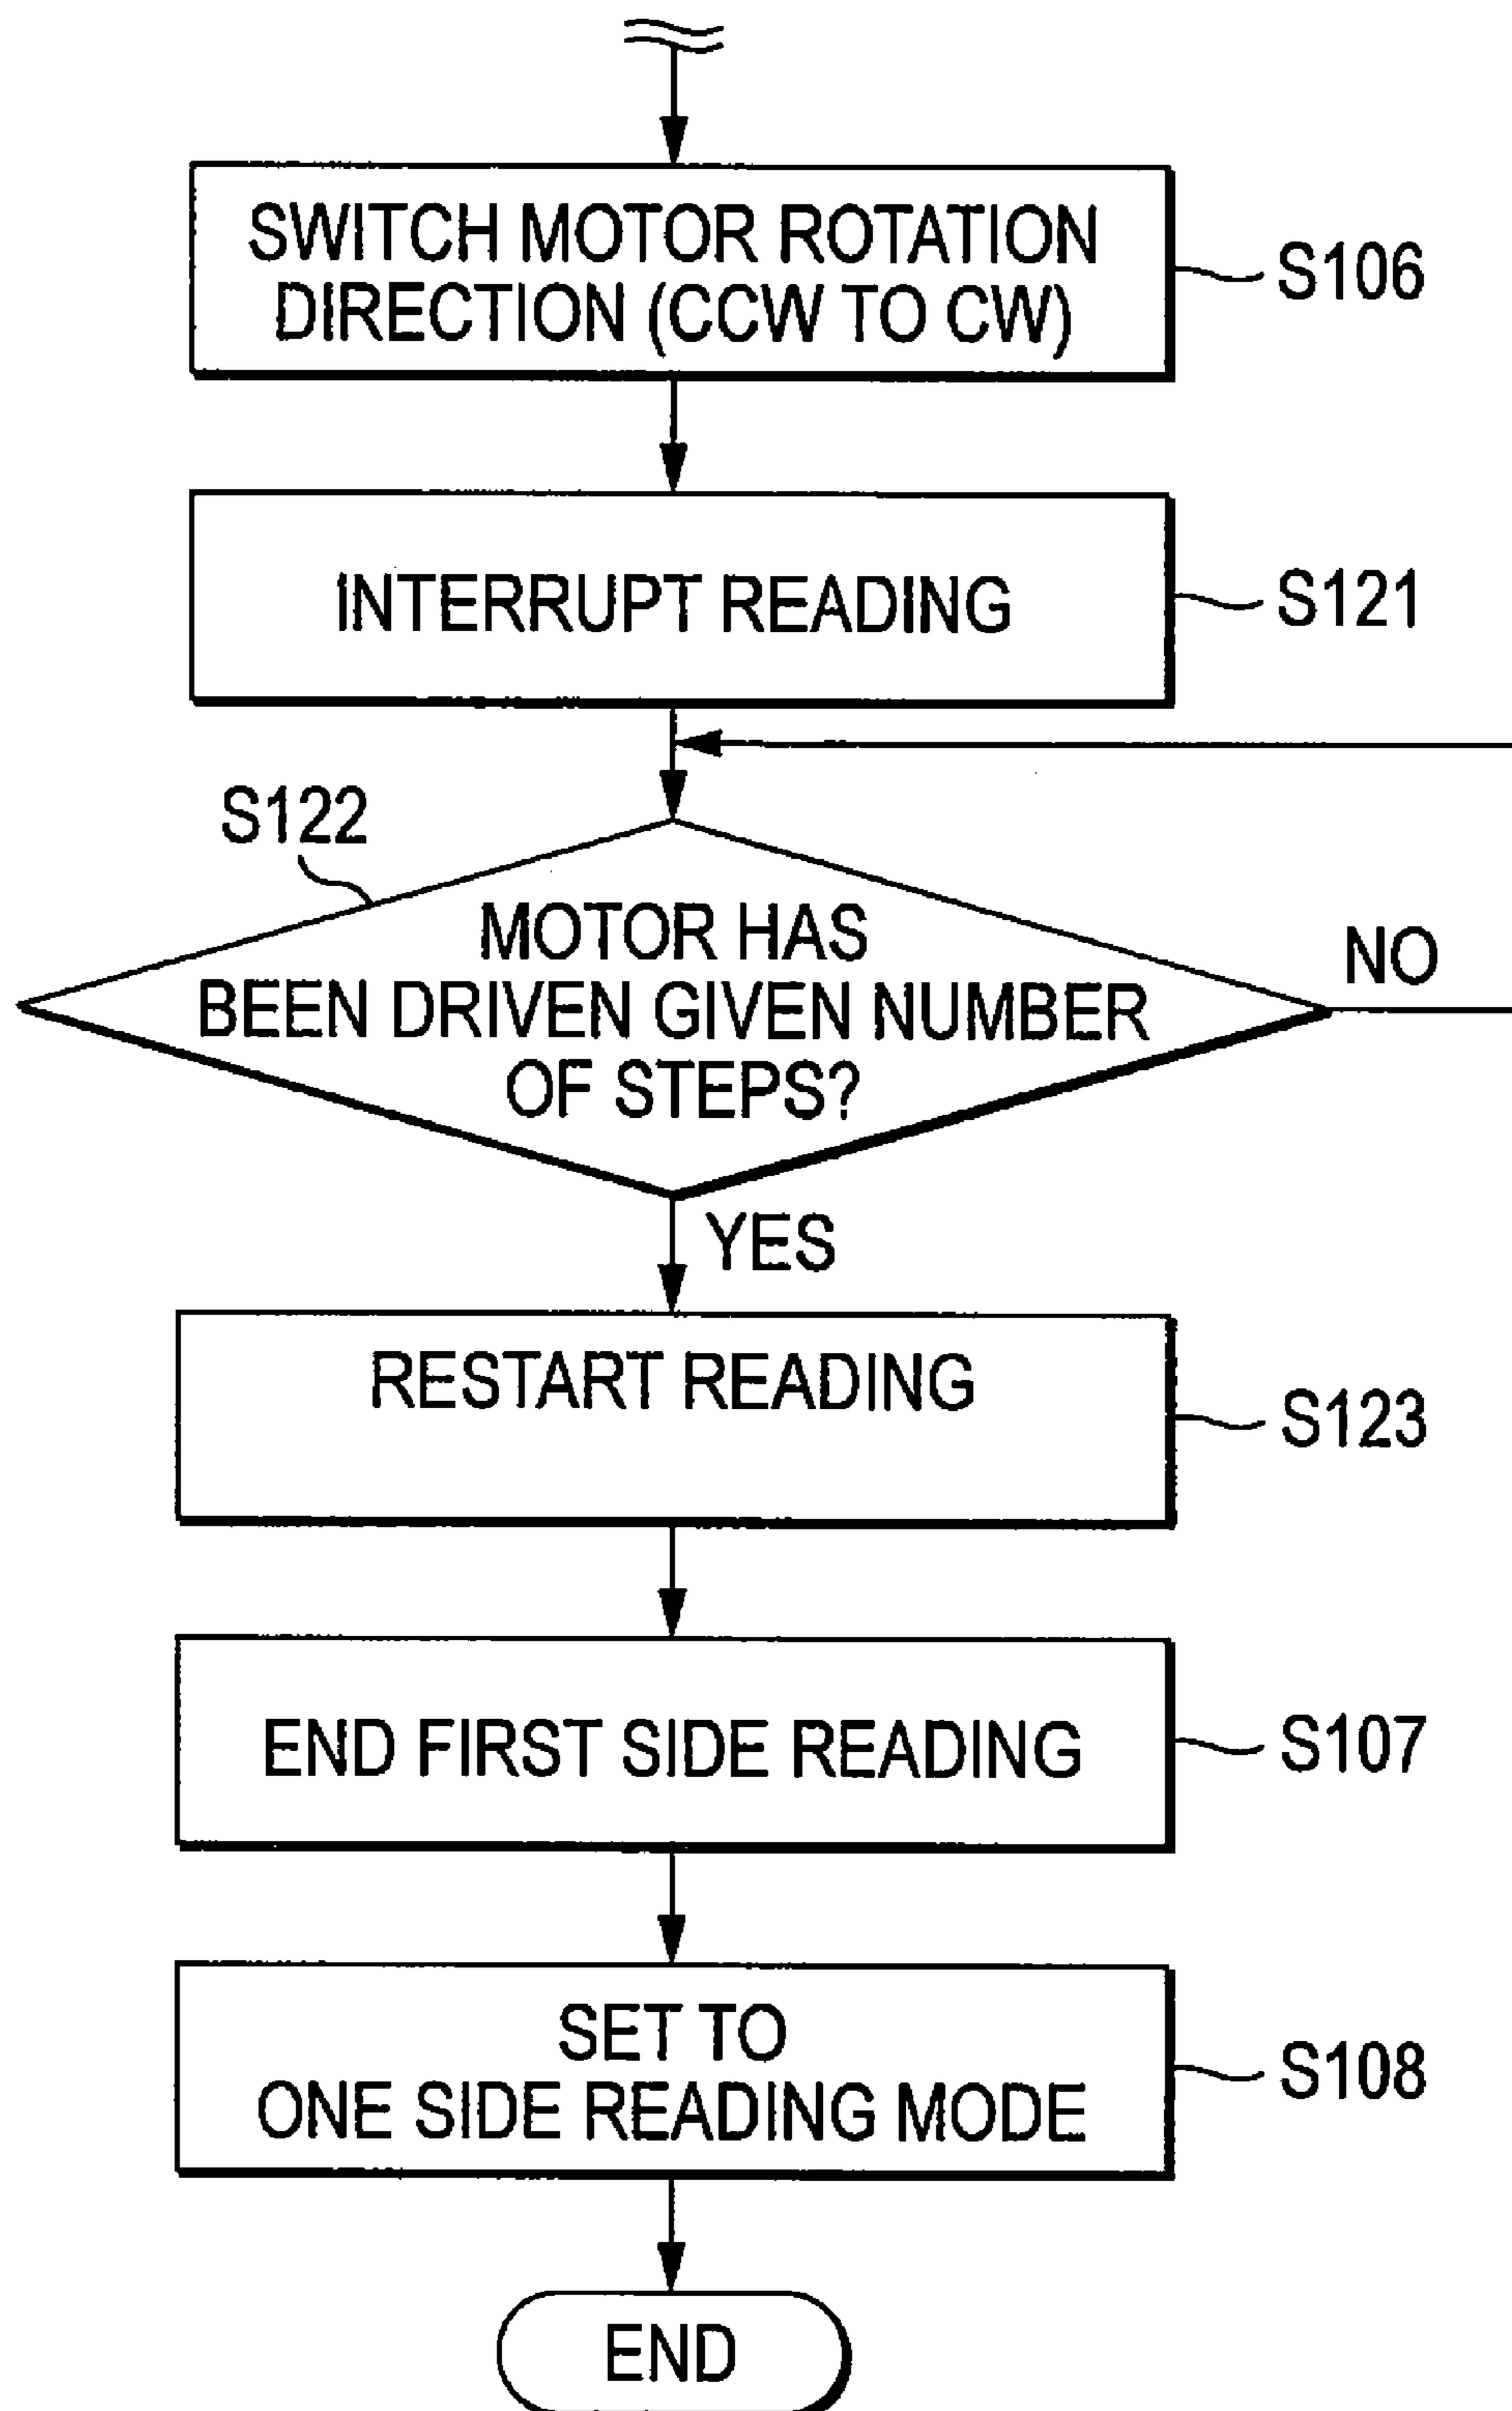 SWITCH MOTOR ROTATION
DIRECTION (CCW TO CW)
S106
INTERRUPT READING
S121
S122
MOTOR HAS
BEEN DRIVEN GIVEN NUMBER
OF STEPS?
NO
YES
RESTART READING
S123
END FIRST SIDE READING
S107
SET TO
ONE SIDE READING MODE
S108
END